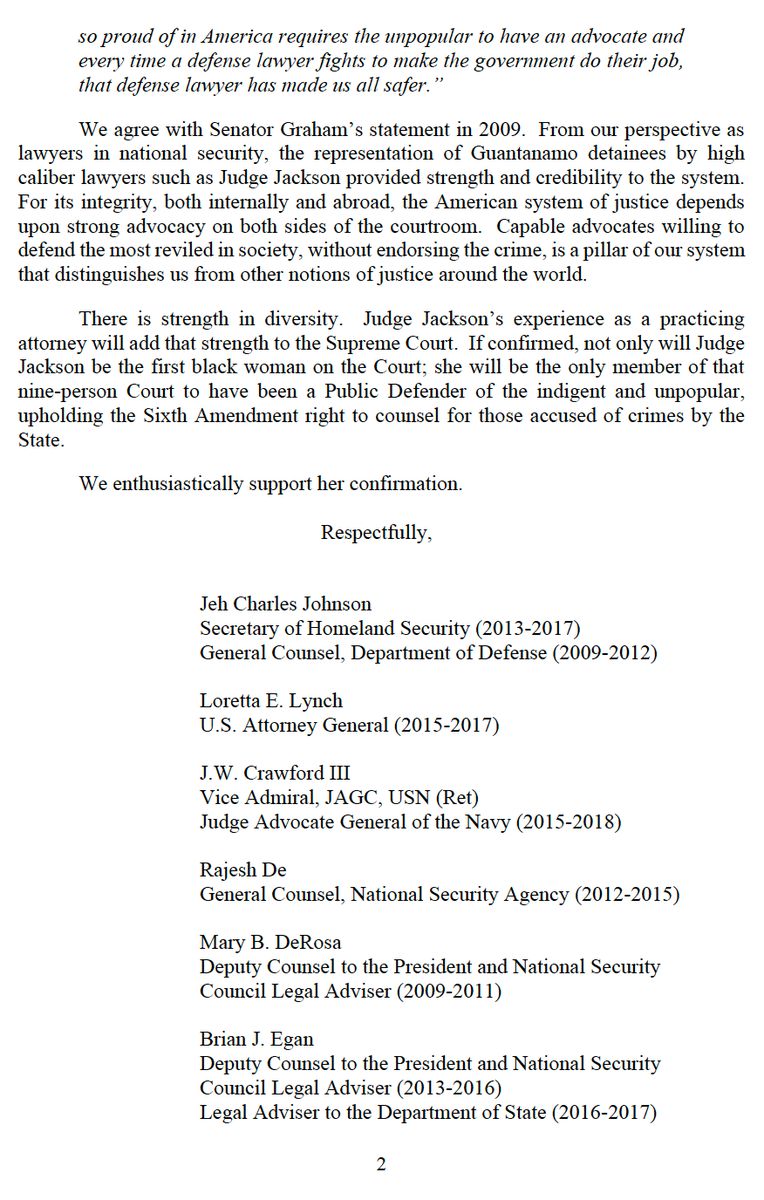 so proud of in America requires the unpopular to have an advocate and
every time a defense lawyer fights to make the government do their job,
that defense lawyer has made us all safer.”
We agree with Senator Graham’s statement in 2009.  From our perspective as
lawyers in national security, the representation of Guantanamo detainees by high
caliber lawyers such as Judge Jackson provided strength and credibility to the system.
For its integrity, both internally and abroad, the American system of justice depends
upon strong advocacy on both sides of the courtroom.  Capable advocates willing to
defend the most reviled in society, without endorsing the crime, is a pillar of our system
that distinguishes us from other notions of justice around the world.
There is strength in diversity.  Judge Jackson’s experience as a practicing
attorney will add that strength to the Supreme Court.  If confirmed, not only will Judge
Jackson be the first black woman on the Court; she will be the only member of that
nine-person Court to have been a Public Defender of the indigent and unpopular,
upholding the Sixth Amendment right to counsel for those accused of crimes by the
State.
We enthusiastically support her confirmation.
Respectfully,
Jeh Charles Johnson
Secretary of Homeland Security (2013-2017)
General Counsel, Department of Defense (2009-2012)
Loretta E. Lynch
U.S. Attorney General (2015-2017)
J.W. Crawford III
Vice Admiral, JAGC, USN (Ret)
Judge Advocate General of the Navy (2015-2018)
Rajesh De
General Counsel, National Security Agency (2012-2015)
Mary B. DeRosa
Deputy Counsel to the President and National Security
Council Legal Adviser (2009-2011)
Brian J. Egan
Deputy Counsel to the President and National Security
Council Legal Adviser (2013-2016)
Legal Adviser to the Department of State (2016-2017)
2